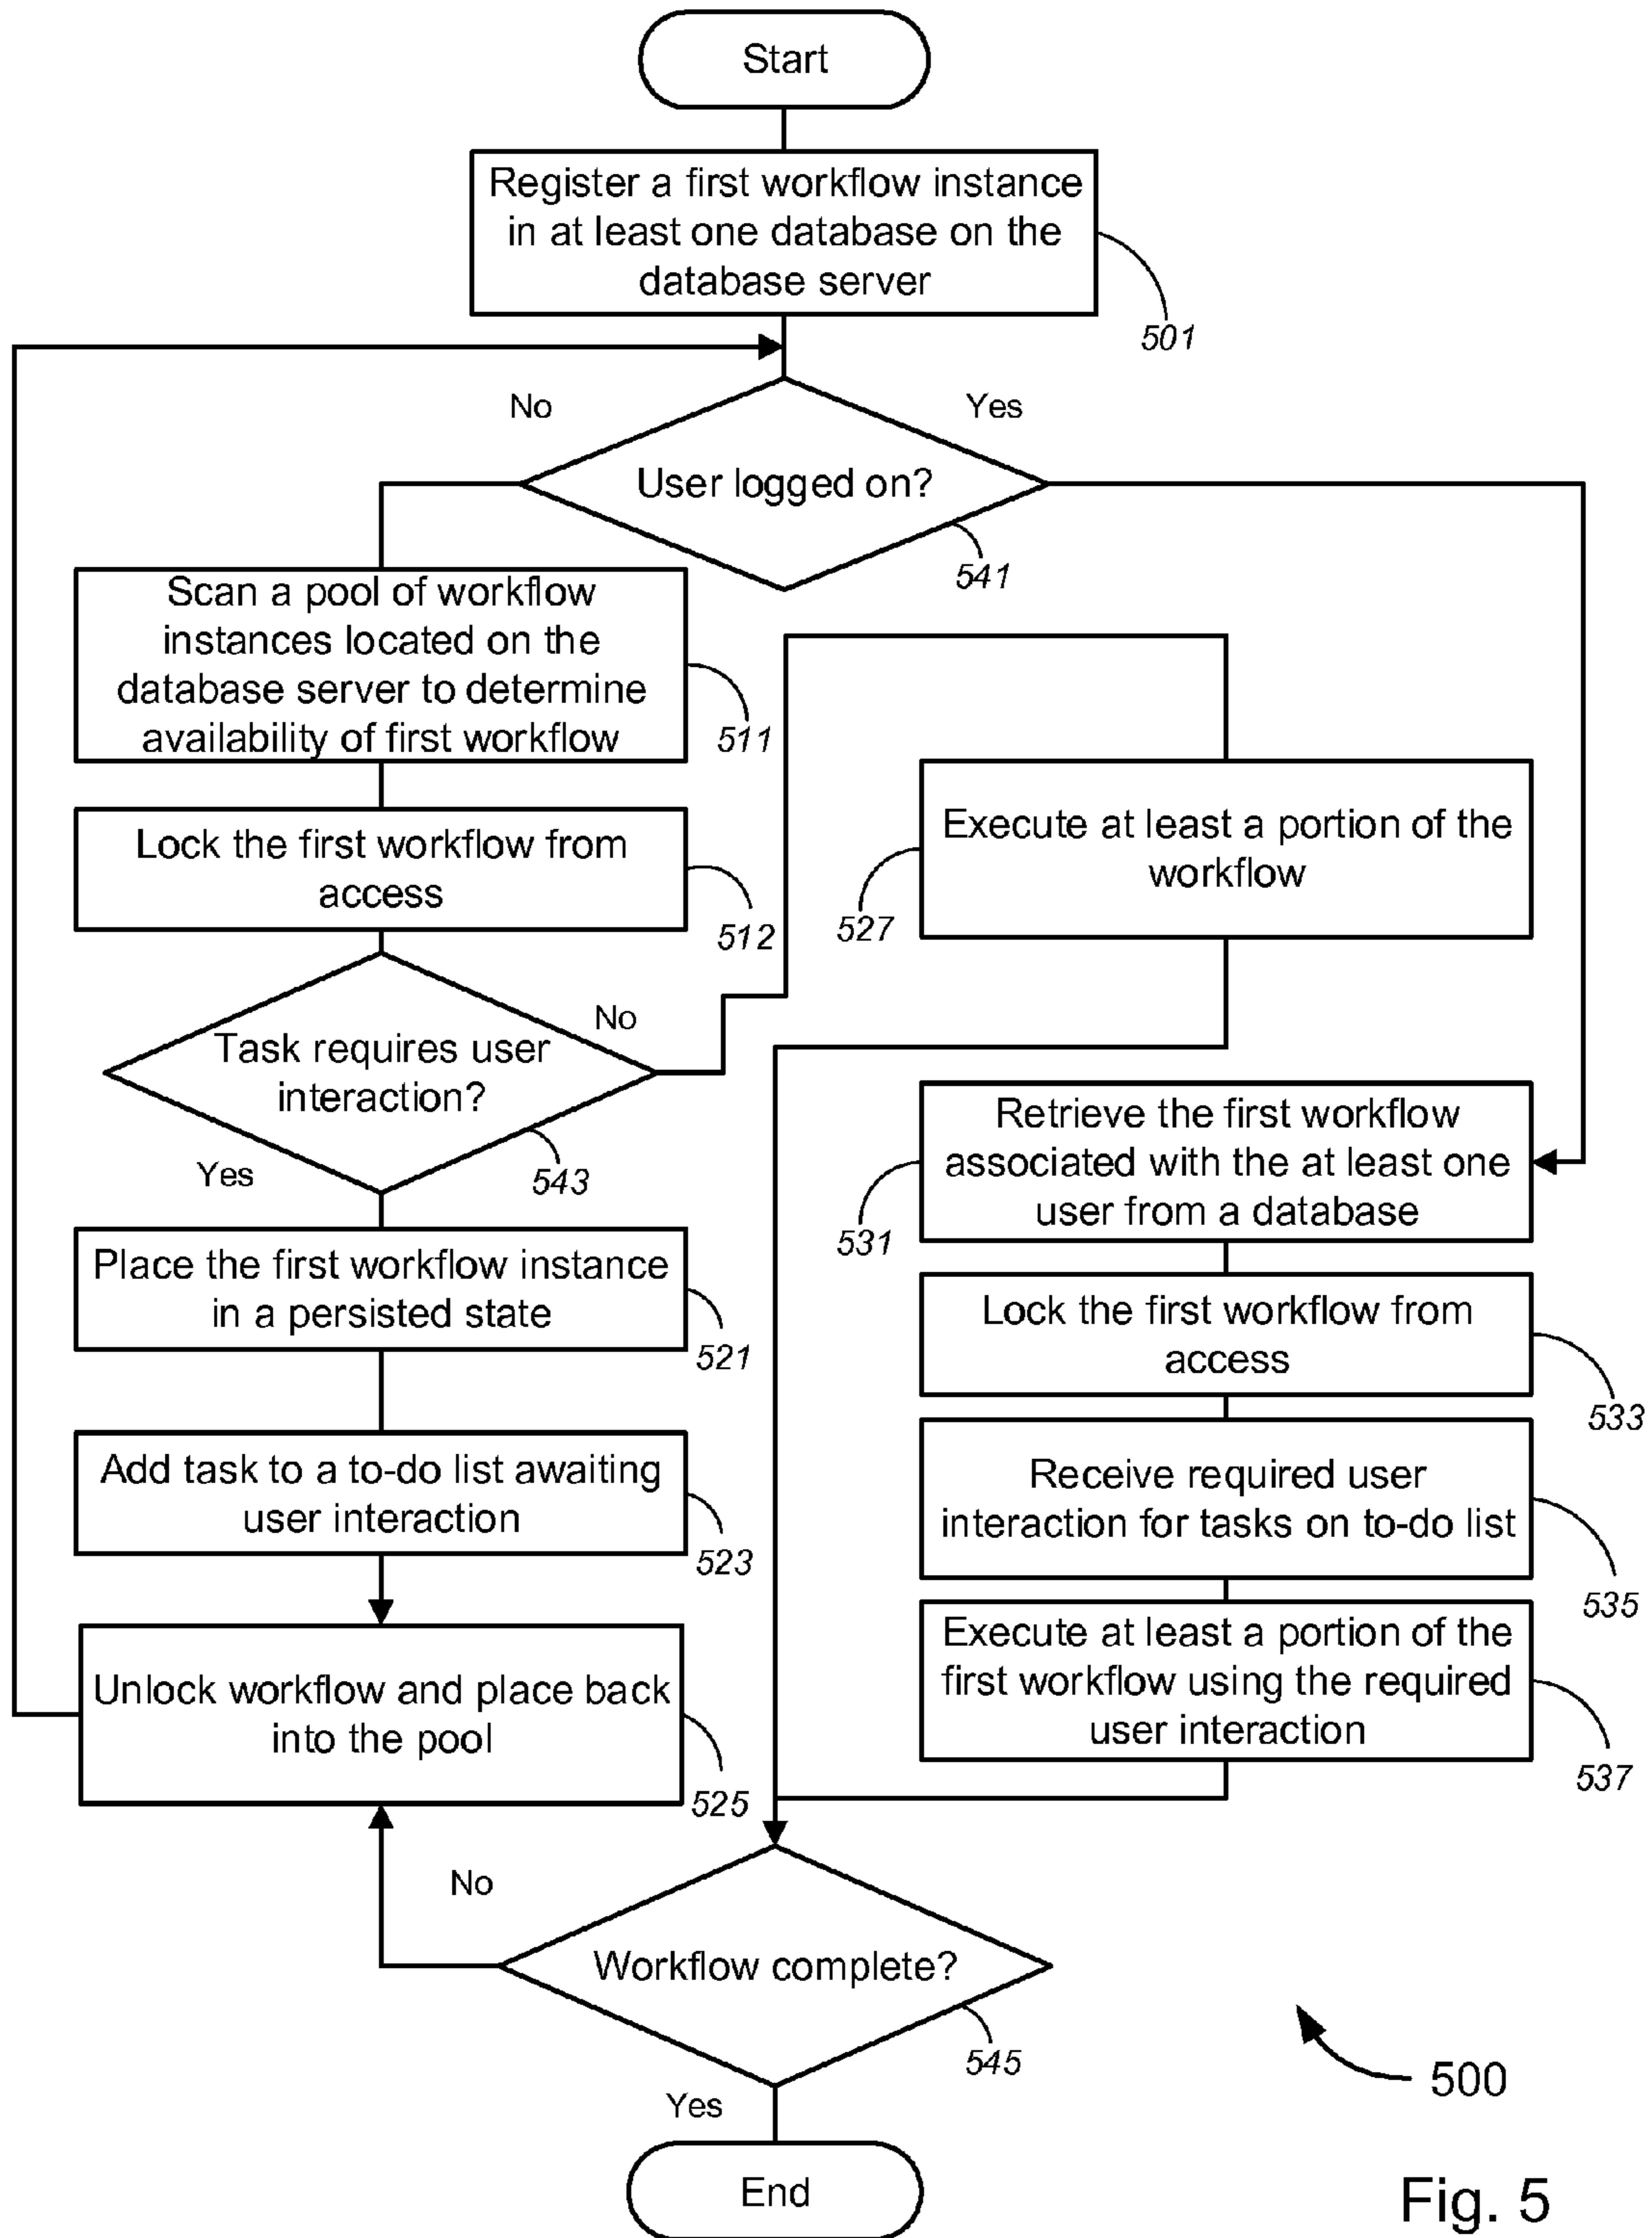 Start
Register a first workflow instance
in at least one database on the
database server
501
No
Yes
User logged on?
541
Scan a pool of workflow
instances located on the
database server to determine
availability of first workflow
511
Lock the first workflow from
access
512
Execute at least a portion of the
workflow
527
No
Task requires user
interaction?
543
Yes
Retrieve the first workflow
associated with the at least one
user from a database
531
Place the first workflow instance
in a persisted state
521
Lock the first workflow from
access
533
Add task to a to-do list awaiting
user interaction
523
Receive required user
interaction for tasks on to-do list
535
Unlock workflow and place back
into the pool
525
Execute at least a portion of the
first workflow using the required
user interaction
537
No
Workflow complete?
545
Yes
End
500
Fig. 5